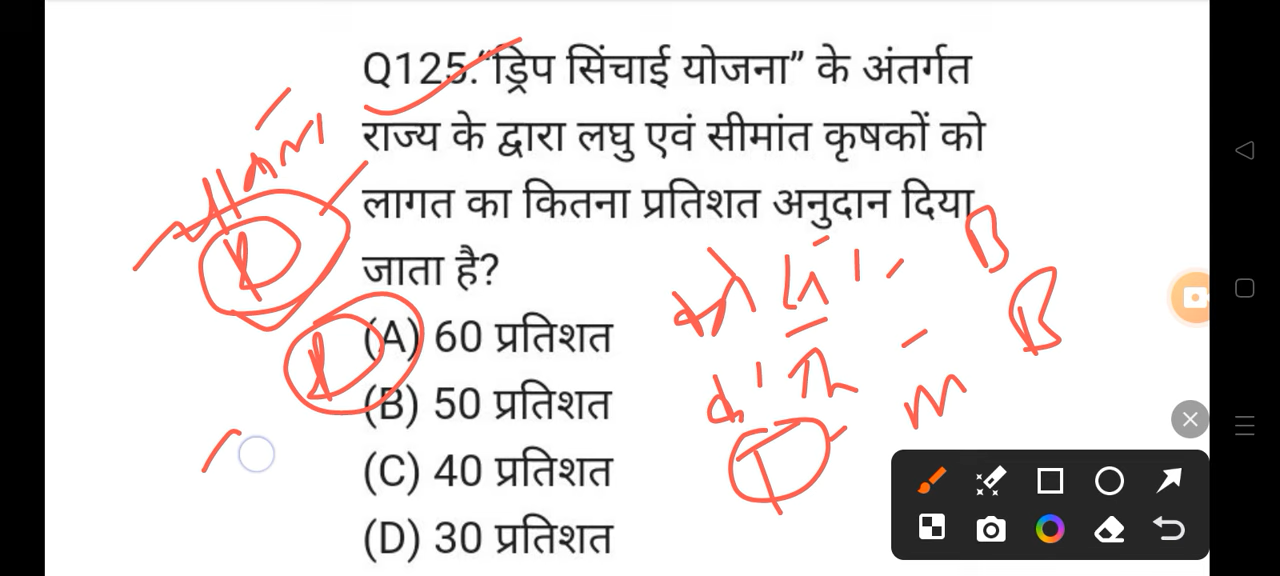 Q125."ड्रिप सिंचाई योजना" के अंतर्गत
राज्य के द्वारा लघु एवं सीमांत कृषकों को
लागत का कितना प्रतिशत अनुदान दिया
जाता है?
(A) 60 प्रतिशत
(B) 50 प्रतिशत
(C) 40 प्रतिशत
(D) 30 प्रतिशत